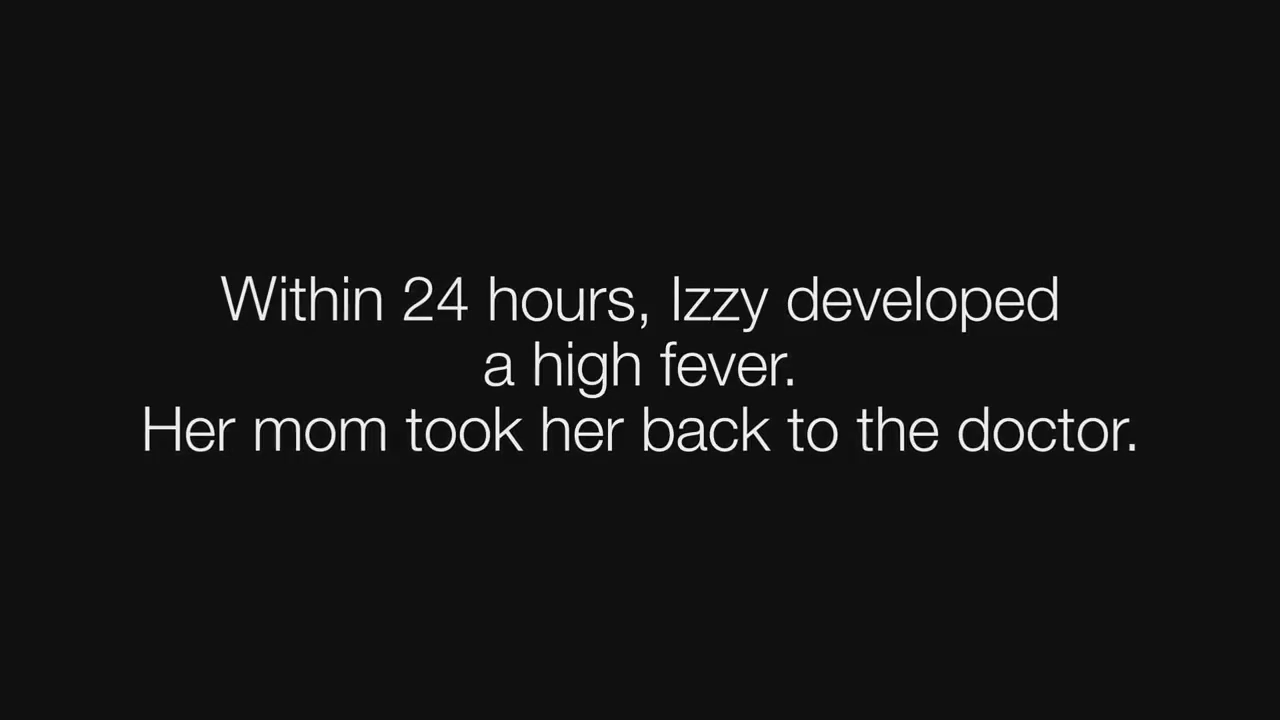 Within 24 hours, Izzy developed
a high fever.
Her mom took her back to the doctor.